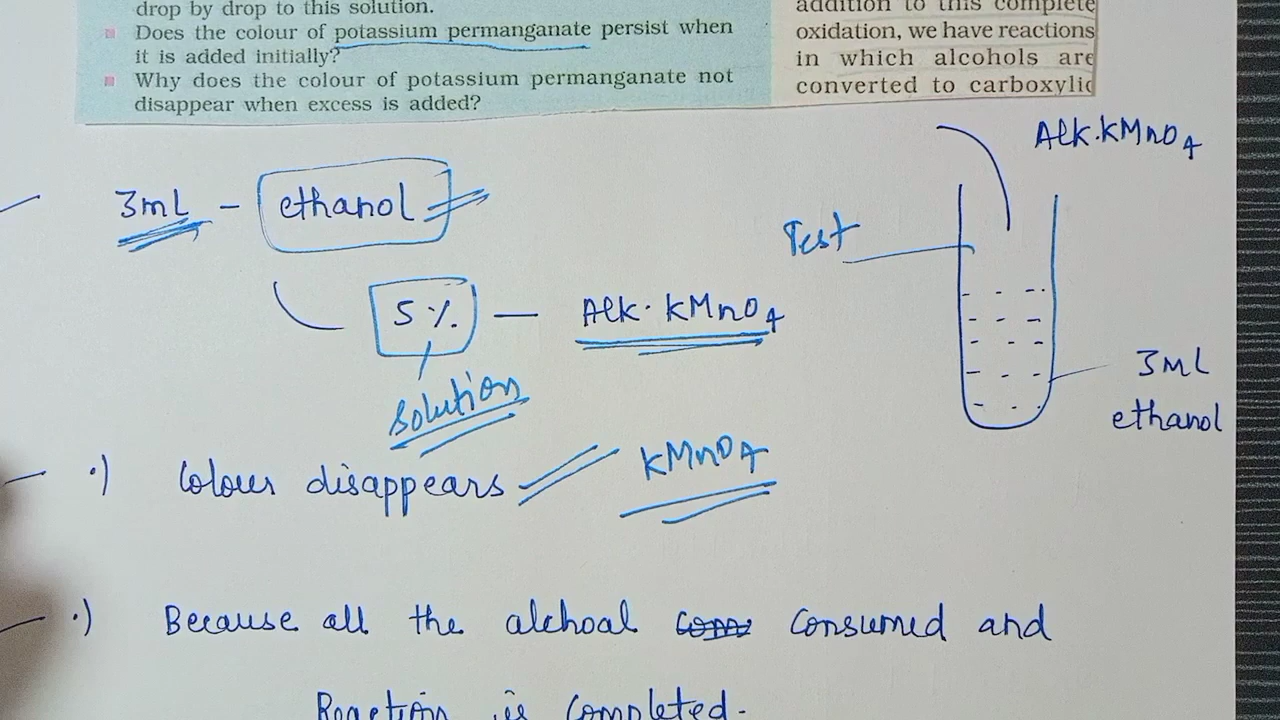 drop by drop to this solution.
Does the colour of potassium permanganate persist when
it is added initially?
Why does the colour of potassium permanganate not
disappear when excess is added?
addition to this complete
oxidation, we have reactions
in which alcohols are
converted to carboxylic
3mL - ethanol
5 %. - Alk. KMnO4
solution
Alk.KMnO4
Test
3mL
ethanol
.) Colour disappears KMnO4
.) Because all the alchoal consumed and
Reaction is completed.